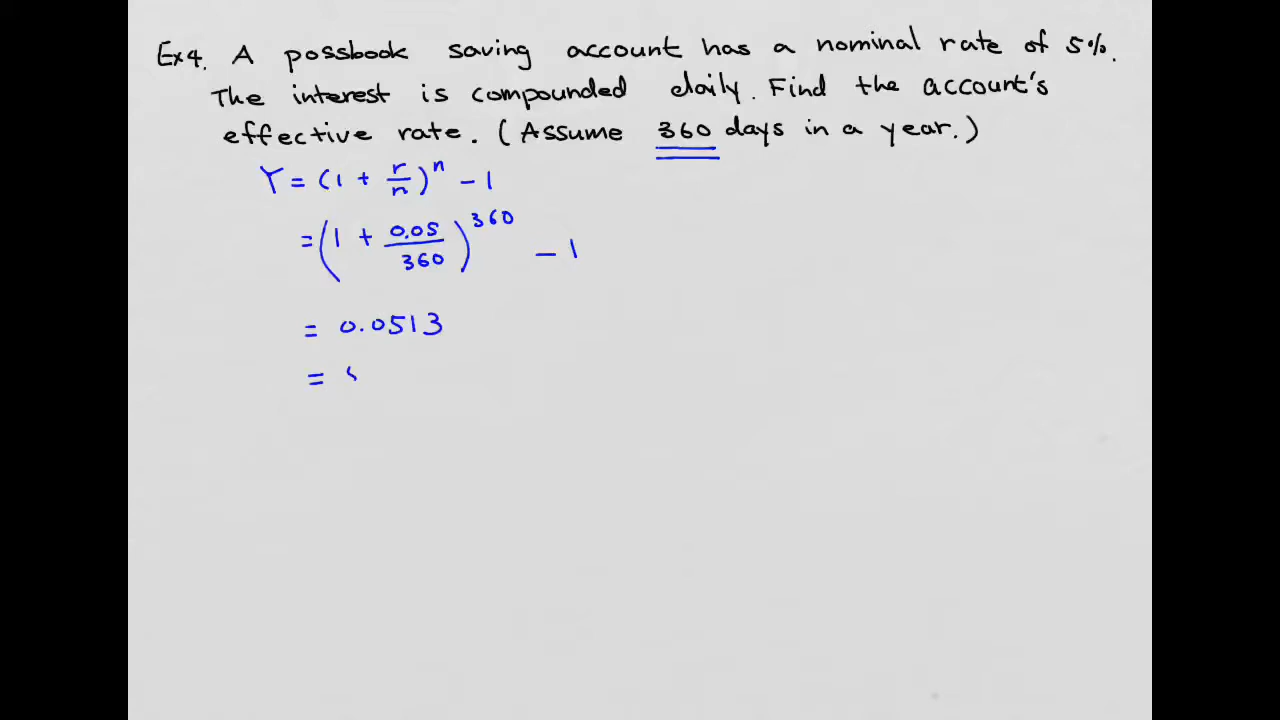 Ex4. A possbook saving account has a nominal rate of 5%.
The interest is compounded daily. Find the account's
effective rate. (Assume 360 days in a year.)
Y = (1 + r/n)^n - 1
= (1 + 0.05/360)^360 - 1
= 0.0513
=